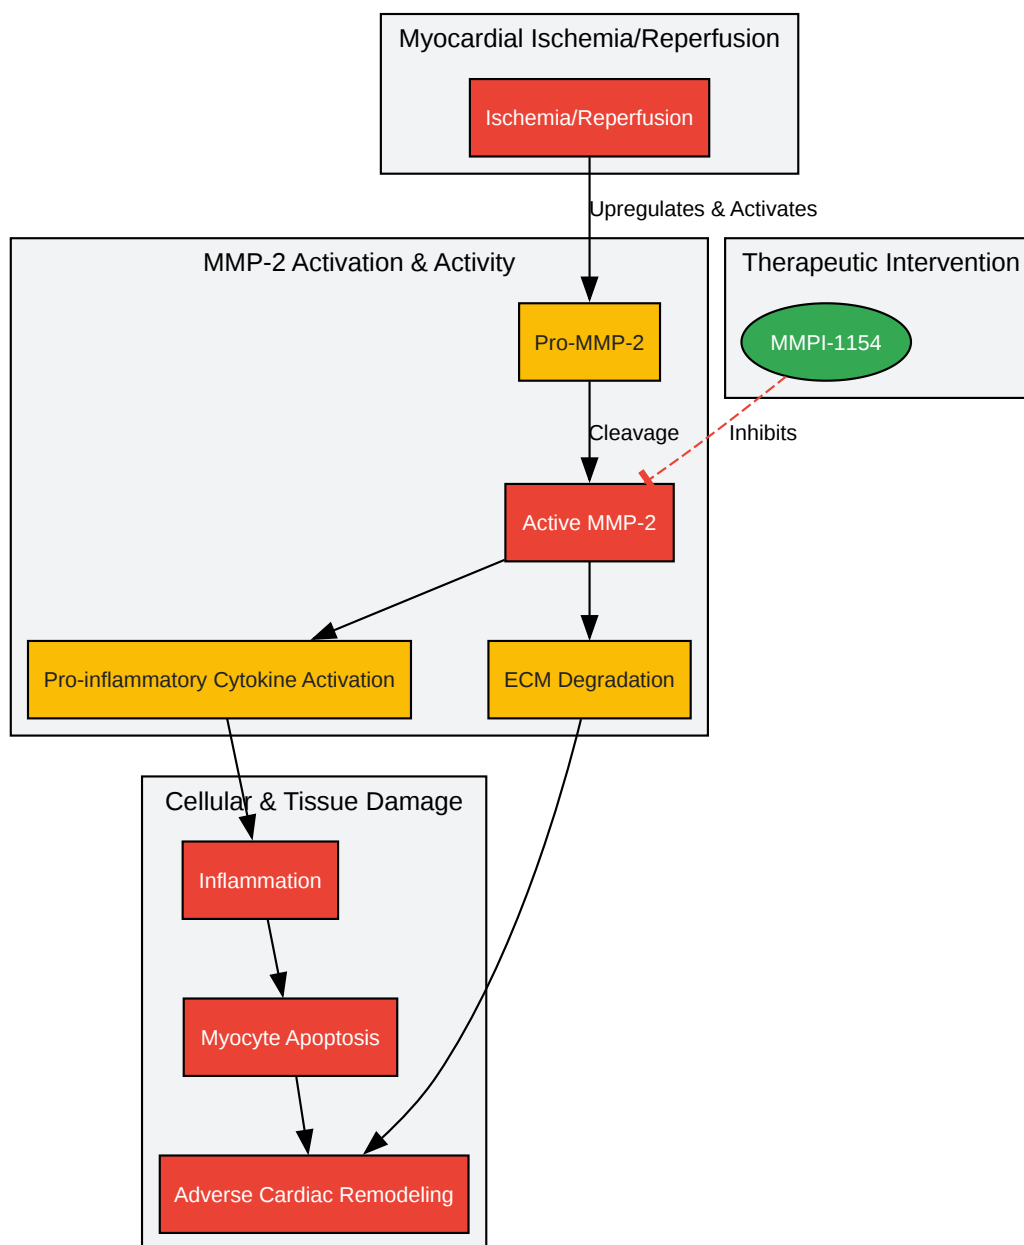 Myocardial Ischemia/Reperfusion
Ischemia/Reperfusion
Upregulates & Activates
MMP-2 Activation & Activity
Therapeutic Intervention
Pro-MMP-2
MMPI-1154
Cleavage
Inhibits
Active MMP-2
Pro-inflammatory Cytokine Activation
ECM Degradation
Cellular & Tissue Damage
Inflammation
Myocyte Apoptosis
Adverse Cardiac Remodeling